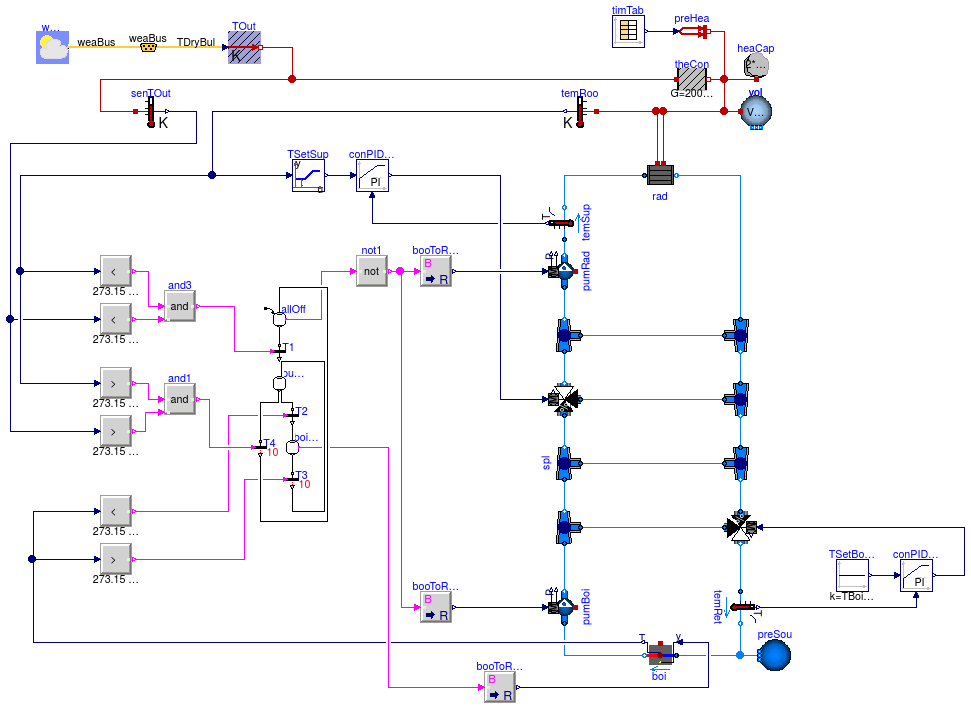 timTab
preHea
w...
weaBus
weaBus
TDryBul
TOut
K
heaCap
2*...
theCon
G=200...
senTOut
K
temRoo
K
vol
V...
TSetSup
y
conPID...
PI
rad
T
temSup
not1
not
booToR...
B
R
pumRad
<
273.15 ...
and3
and
<
273.15 ...
allOff
T1
>
273.15 ...
and1
and
>
273.15 ...
T2
T4
10
boi...
T3
10
<
273.15 ...
>
273.15 ...
spl
TSetBo...
k=TBoi...
conPID...
PI
booToR...
B
R
pumBoi
temRet
T
preSou
T
y
boi
booToR...
B
R